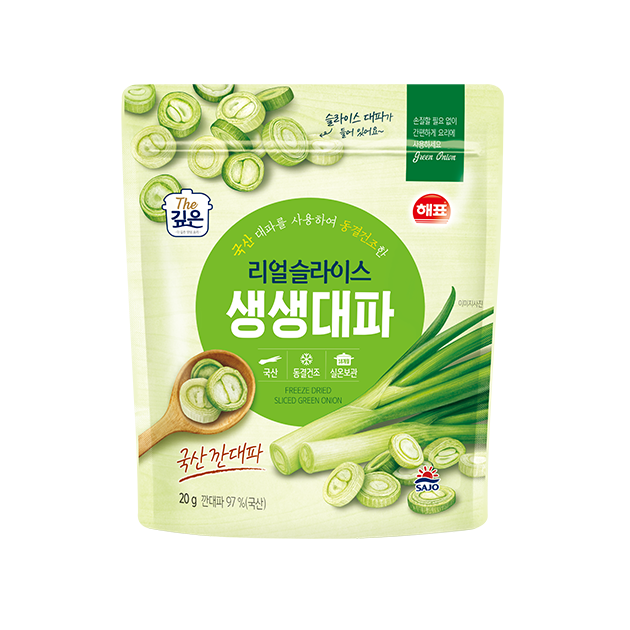 슬라이스 대파가
들어 있어요~
손질할 필요 없이
간편하게 요리에
사용하세요
Green Onion
The
깊은
해표
국산 대파를 사용하여 동결건조한
리얼슬라이스
생생대파
이미지사진
국산
동결건조
실온보관
FREEZE DRIED
SLICED GREEN ONION
국산 깐대파
20 g 깐대파 97 %(국산)
SAJO